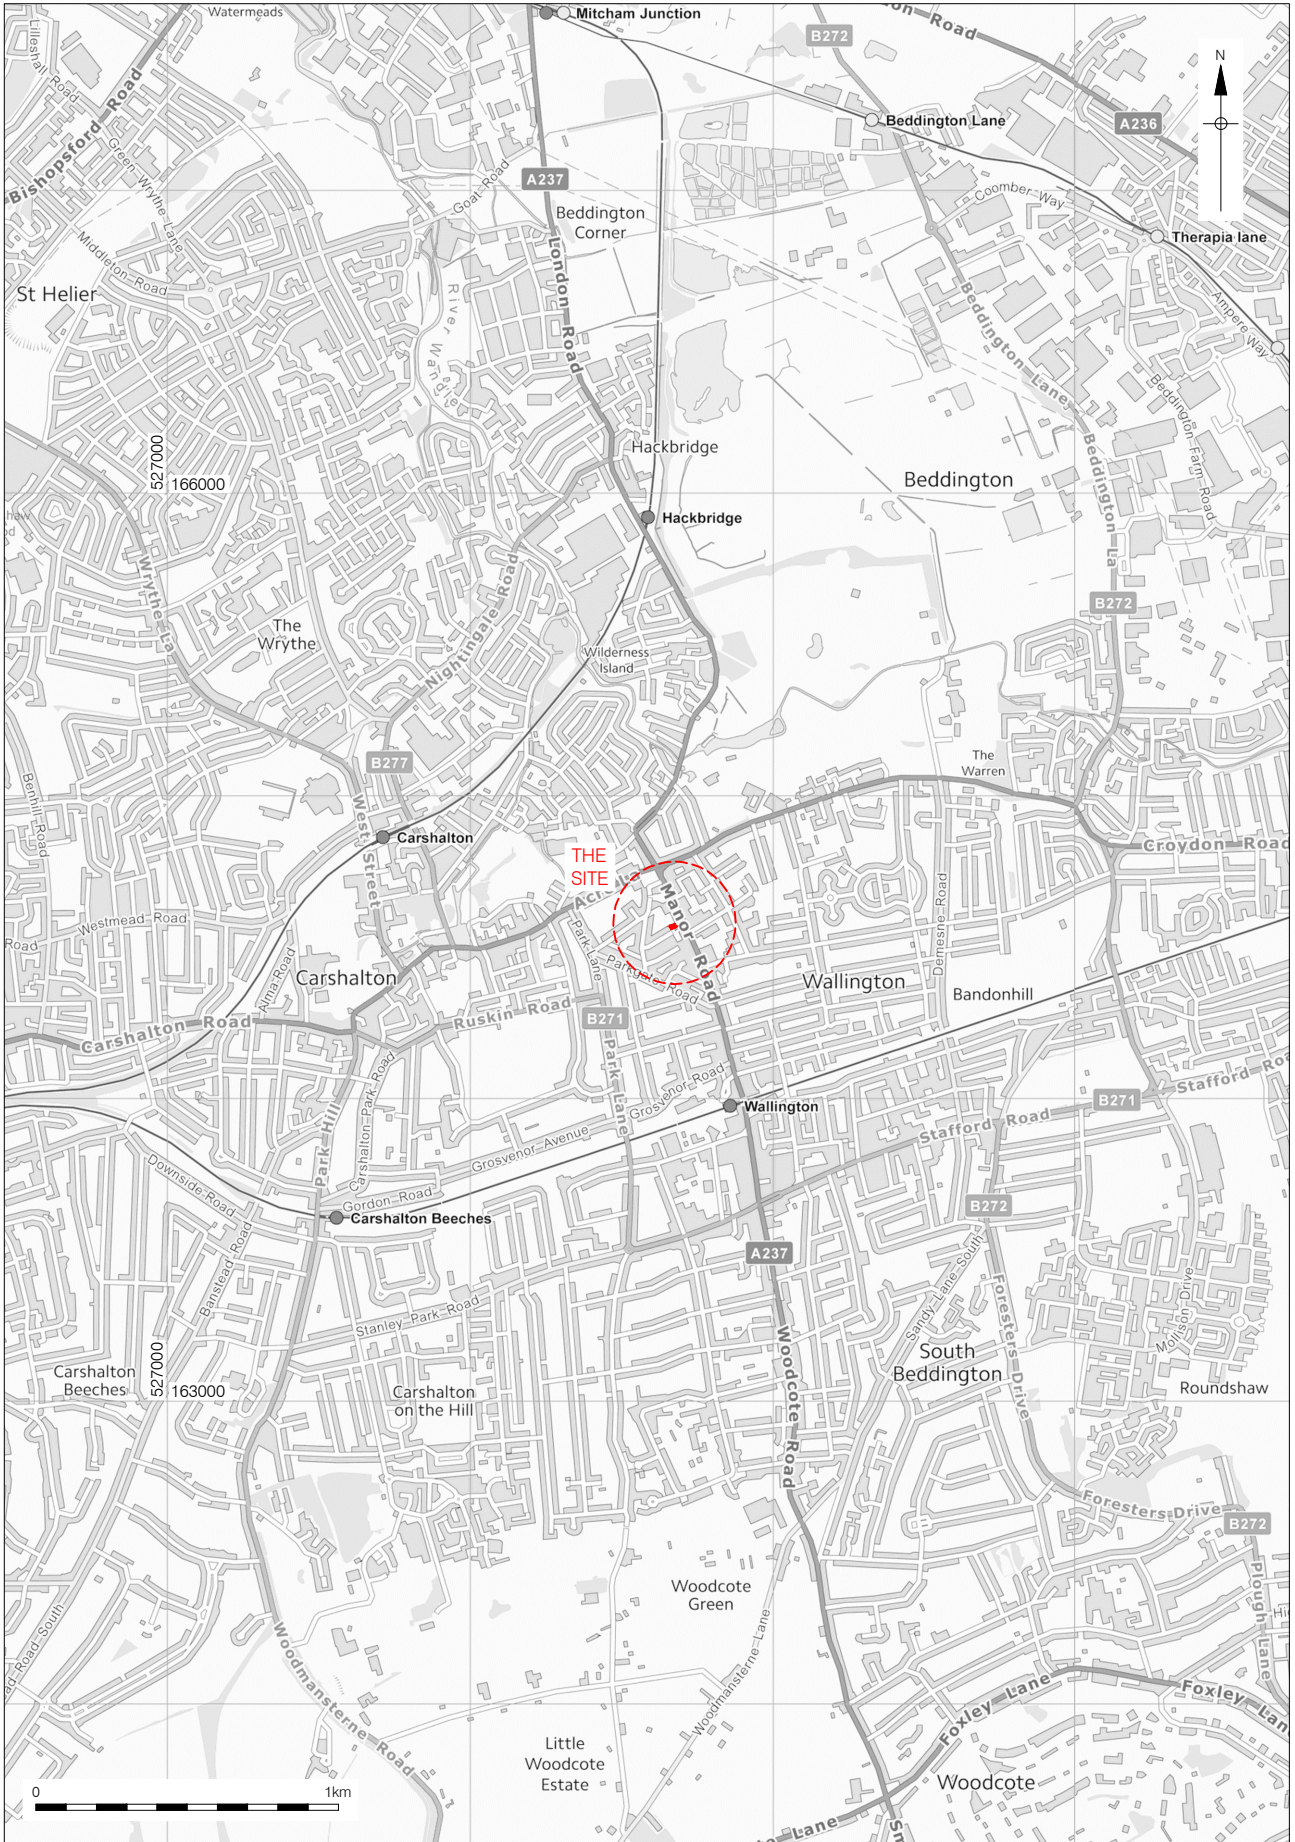 Watermeads
Mitcham Junction
B272
on-Road
N
Lilleshall Road
Bishopsford Road
Green Wrythe Lane
Beddington Lane
A236
A237
Goat-Road
Coomber-Way
Beddington
Corner
Middleton-Road
London Road
Therapia lane
St Helier
River Wandle
Beddington Lane
Ampere Way
Beddington-Farm-Road
527000
166000
Hackbridge
Beddington
Beddington La
Hackbridge
Wrythe La
Nightingale Road
B272
The
Wrythe
Wilderness
Island
B277
The
Warren
Benhill-Road
West Street
Carshalton
Croydon Road
THE
SITE
Manor Road
Westmead Road
Road
Park-Lane
Demesne-Road
Parkgate Road
Alma-Road
Carshalton
Wallington
Bandonhill
Ruskin Road
B271
Carshalton Road
Park Lane
Carshalton-Park-Road
Grosvenor Road
Wallington
B271
Stafford Roa
Stafford Road
Park Hill
Grosvenor Avenue
Downside-Road
Gordon Road
Carshalton Beeches
B272
Banstead Road
A237
Sandy-Lane-South
Foresters-Drive
Mollison Drive
Stanley Park-Road
527000
163000
Carshalton
Beeches
Carshalton
on the Hill
Woodcote Road
South
Beddington
Roundshaw
Foresters-Drive
B272
Plough-Lane
Woodcote
Green
ad-Road-South
Woodmansterne Road
Woodmansterne-Lane
Foxley Lane
Foxley-Lane
Little
Woodcote
Estate
Woodcote
Lane
0
1km